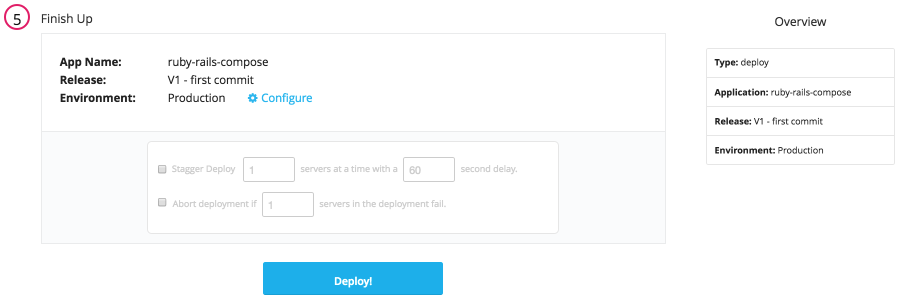 5 Finish Up
App Name: ruby-rails-compose
Release: V1 - first commit
Environment: Production Configure
Stagger Deploy 1 servers at a time with a 60 second delay.
Abort deployment if 1 servers in the deployment fail.
Deploy!
Overview
Type: deploy
Application: ruby-rails-compose
Release: V1 - first commit
Environment: Production